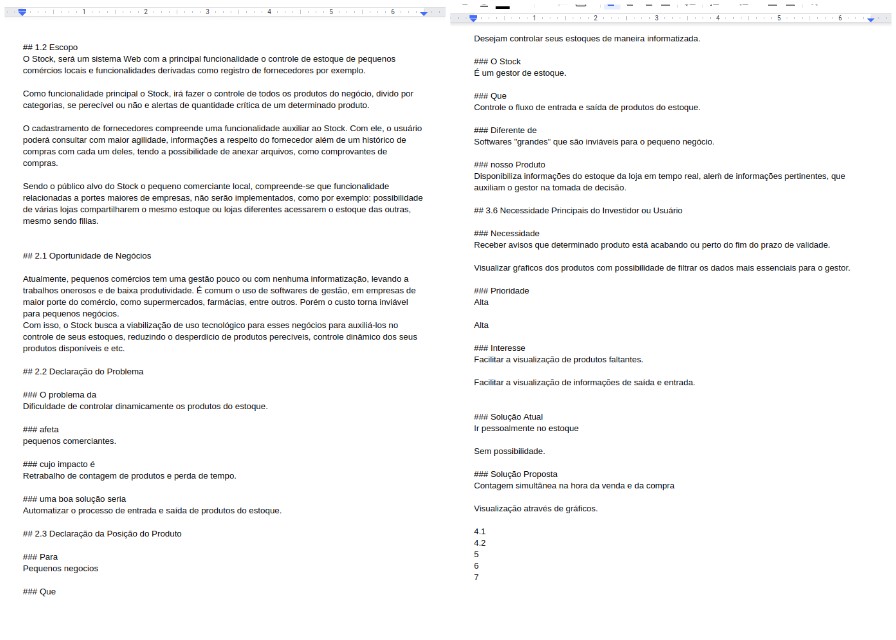 1 2 3 4 5 6
## 1.2 Escopo
O Stock, será um sistema Web com a principal funcionalidade o controle de estoque de pequenos
comércios locais e funcionalidades derivadas como registro de fornecedores por exemplo.
Como funcionalidade principal o Stock, irá fazer o controle de todos os produtos do negócio, divido por
categorias, se perecível ou não e alertas de quantidade crítica de um determinado produto.
O cadastramento de fornecedores compreende uma funcionalidade auxiliar ao Stock. Com ele, o usuário
poderá consultar com maior agilidade, informações a respeito do fornecedor além de um histórico de
compras com cada um deles, tendo a possibilidade de anexar arquivos, como comprovantes de
compras.
Sendo o público alvo do Stock o pequeno comerciante local, compreende-se que funcionalidade
relacionadas a portes maiores de empresas, não serão implementados, como por exemplo: possibilidade
de várias lojas compartilharem o mesmo estoque ou lojas diferentes acessarem o estoque das outras,
mesmo sendo filias.
## 2.1 Oportunidade de Negócios
Atualmente, pequenos comércios tem uma gestão pouco ou com nenhuma informatização, levando a
trabalhos onerosos e de baixa produtividade. É comum o uso de softwares de gestão, em empresas de
maior porte do comércio, como supermercados, farmácias, entre outros. Porém o custo torna inviável
para pequenos negócios.
Com isso, o Stock busca a viabilização de uso tecnológico para esses negócios para auxiliá-los no
controle de seus estoques, reduzindo o desperdício de produtos perecíveis, controle dinâmico dos seus
produtos disponíveis e etc.
## 2.2 Declaração do Problema
### O problema da
Dificuldade de controlar dinamicamente os produtos do estoque.
### afeta
pequenos comerciantes.
### cujo impacto é
Retrabalho de contagem de produtos e perda de tempo.
### uma boa solução seria
Automatizar o processo de entrada e saída de produtos do estoque.
## 2.3 Declaração da Posição do Produto
### Para
Pequenos negocios
### Que
1 2 3 4 5 6
Desejam controlar seus estoques de maneira informatizada.
### O Stock
É um gestor de estoque.
### Que
Controle o fluxo de entrada e saída de produtos do estoque.
### Diferente de
Softwares "grandes" que são inviáveis para o pequeno negócio.
### nosso Produto
Disponibiliza informações do estoque da loja em tempo real, além de informações pertinentes, que
auxiliam o gestor na tomada de decisão.
## 3.6 Necessidade Principais do Investidor ou Usuário
### Necessidade
Receber avisos que determinado produto está acabando ou perto do fim do prazo de validade.
Visualizar gŕaficos dos produtos com possibilidade de filtrar os dados mais essenciais para o gestor.
### Prioridade
Alta
Alta
### Interesse
Facilitar a visualização de produtos faltantes.
Facilitar a visualização de informações de saída e entrada.
### Solução Atual
Ir pessoalmente no estoque
Sem possibilidade.
### Solução Proposta
Contagem simultânea na hora da venda e da compra
Visualização através de gráficos.
4.1
4.2
5
6
7